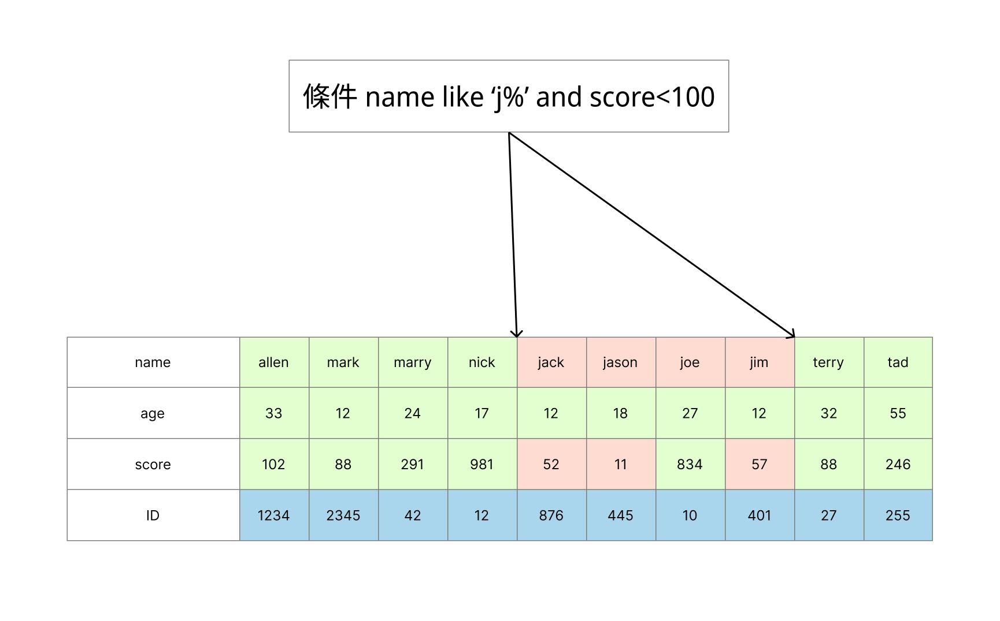 條件 name like ‘j%’ and score<100
name allen mark marry nick jack jason joe jim terry tad
age 33 12 24 17 12 18 27 12 32 55
score 102 88 291 981 52 11 834 57 88 246
ID 1234 2345 42 12 876 445 10 401 27 255